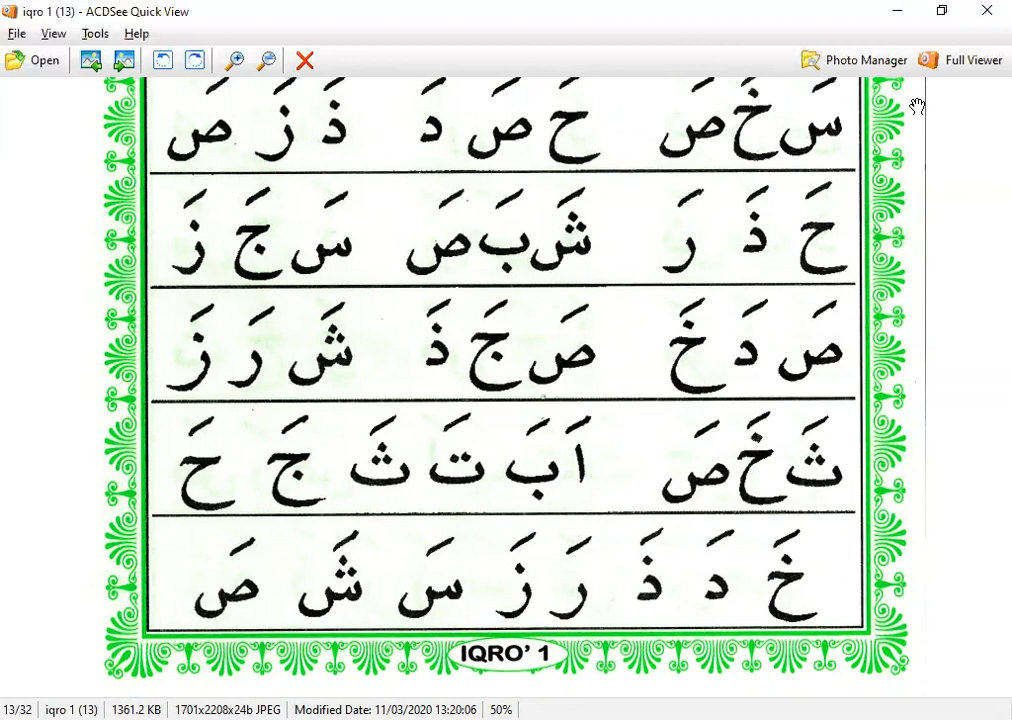 iqro 1 (13) - ACDSee Quick View
File View Tools Help
Open Photo Manager Full Viewer
سَ خَ صَ حَ صَ دَ ذَ زَ صَ
حَ ذَ رَ شَ بَ صَ سَ جَ زَ
صَ دَ خَ صَ جَ ذَ شَ رَ زَ
ثَ خَ صَ اَ بَ تَ ثَ جَ حَ
خَ دَ ذَ رَ زَ سَ شَ صَ
IQRO' 1
13/32 iqro 1 (13) 1361.2 KB 1701x2208x24b JPEG Modified Date: 11/03/2020 13:20:06 50%